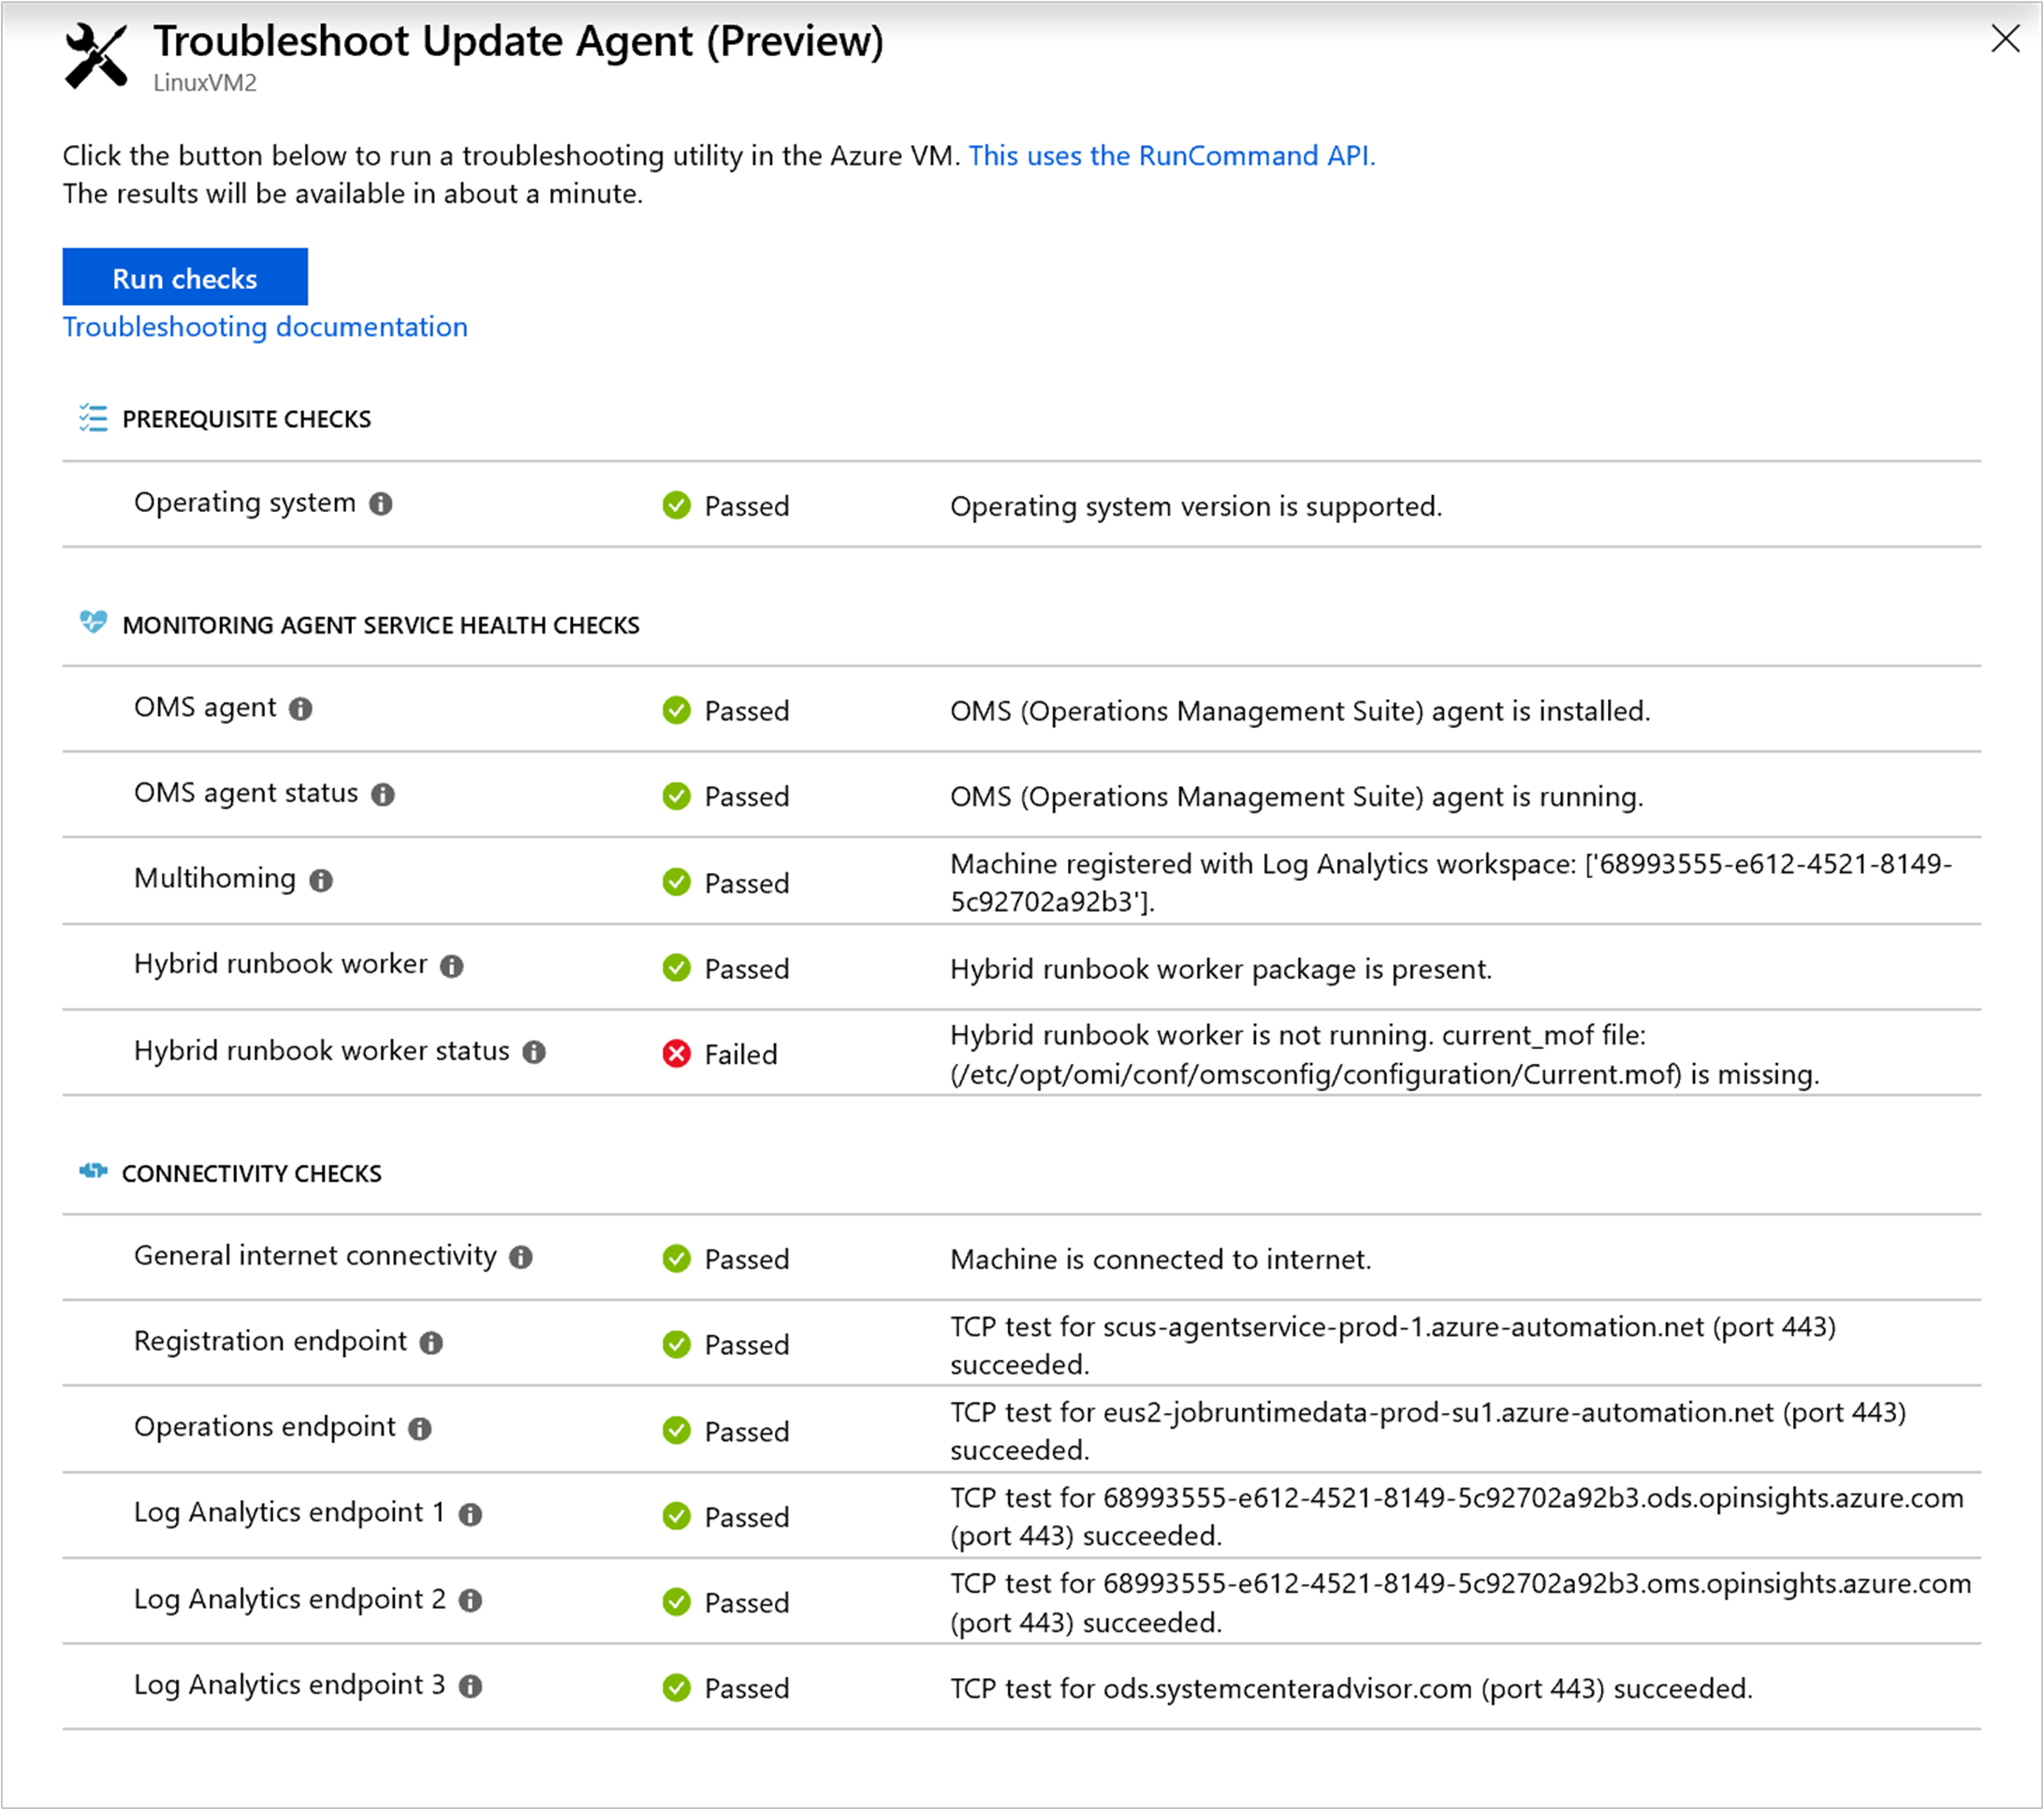 Troubleshoot Update Agent (Preview)
LinuxVM2
Click the button below to run a troubleshooting utility in the Azure VM. This uses the RunCommand API.
The results will be available in about a minute.
Run checks
Troubleshooting documentation
PREREQUISITE CHECKS
Operating system Passed Operating system version is supported.
MONITORING AGENT SERVICE HEALTH CHECKS
OMS agent Passed OMS (Operations Management Suite) agent is installed.
OMS agent status Passed OMS (Operations Management Suite) agent is running.
Multihoming Passed Machine registered with Log Analytics workspace: ['68993555-e612-4521-8149-
5c92702a92b3'].
Hybrid runbook worker Passed Hybrid runbook worker package is present.
Hybrid runbook worker status Failed Hybrid runbook worker is not running. current_mof file:
(/etc/opt/omi/conf/omsconfig/configuration/Current.mof) is missing.
CONNECTIVITY CHECKS
General internet connectivity Passed Machine is connected to internet.
Registration endpoint Passed TCP test for scus-agentservice-prod-1.azure-automation.net (port 443)
succeeded.
Operations endpoint Passed TCP test for eus2-jobruntimedata-prod-su1.azure-automation.net (port 443)
succeeded.
Log Analytics endpoint 1 Passed TCP test for 68993555-e612-4521-8149-5c92702a92b3.ods.opinsights.azure.com
(port 443) succeeded.
Log Analytics endpoint 2 Passed TCP test for 68993555-e612-4521-8149-5c92702a92b3.oms.opinsights.azure.com
(port 443) succeeded.
Log Analytics endpoint 3 Passed TCP test for ods.systemcenteradvisor.com (port 443) succeeded.